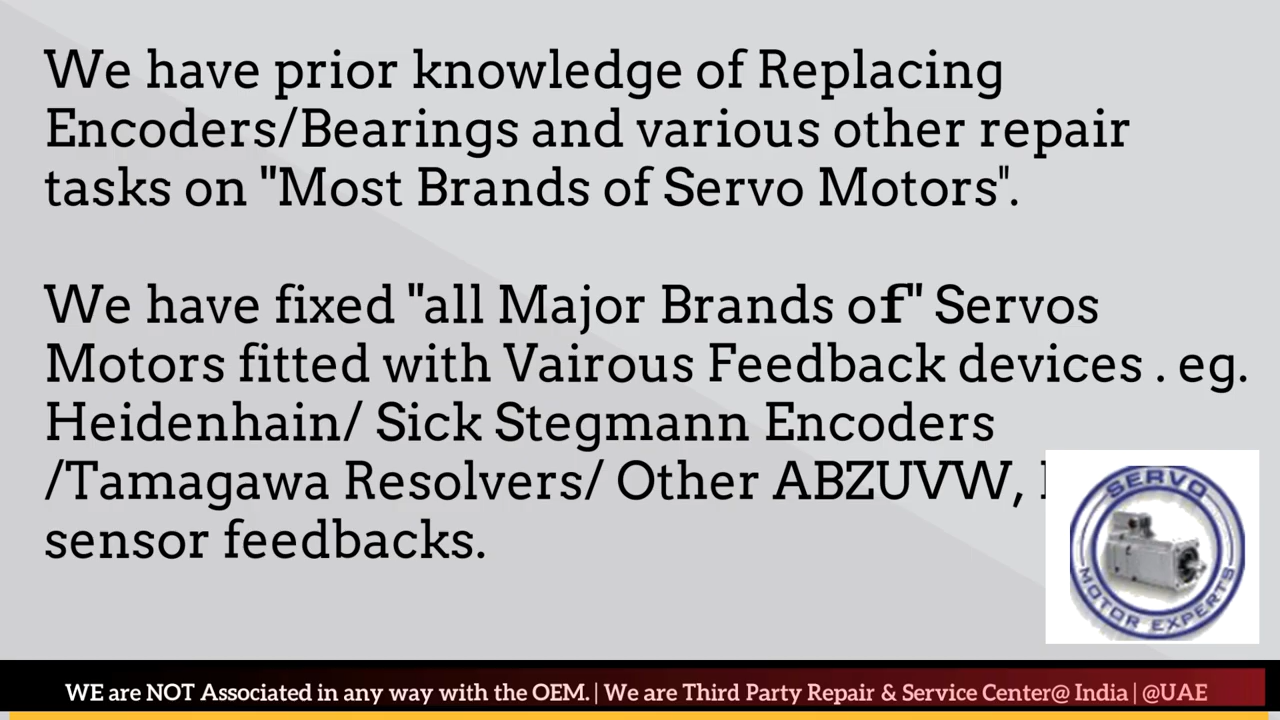 We have prior knowledge of Replacing
Encoders/Bearings and various other repair
tasks on "Most Brands of Servo Motors".
We have fixed "all Major Brands of" Servos
Motors fitted with Vairous Feedback devices . eg.
Heidenhain/ Sick Stegmann Encoders
/Tamagawa Resolvers/ Other ABZUVW,
sensor feedbacks.
SERVO
MOTOR EXPERTS
WE are NOT Associated in any way with the OEM. | We are Third Party Repair & Service Center@ India | @UAE